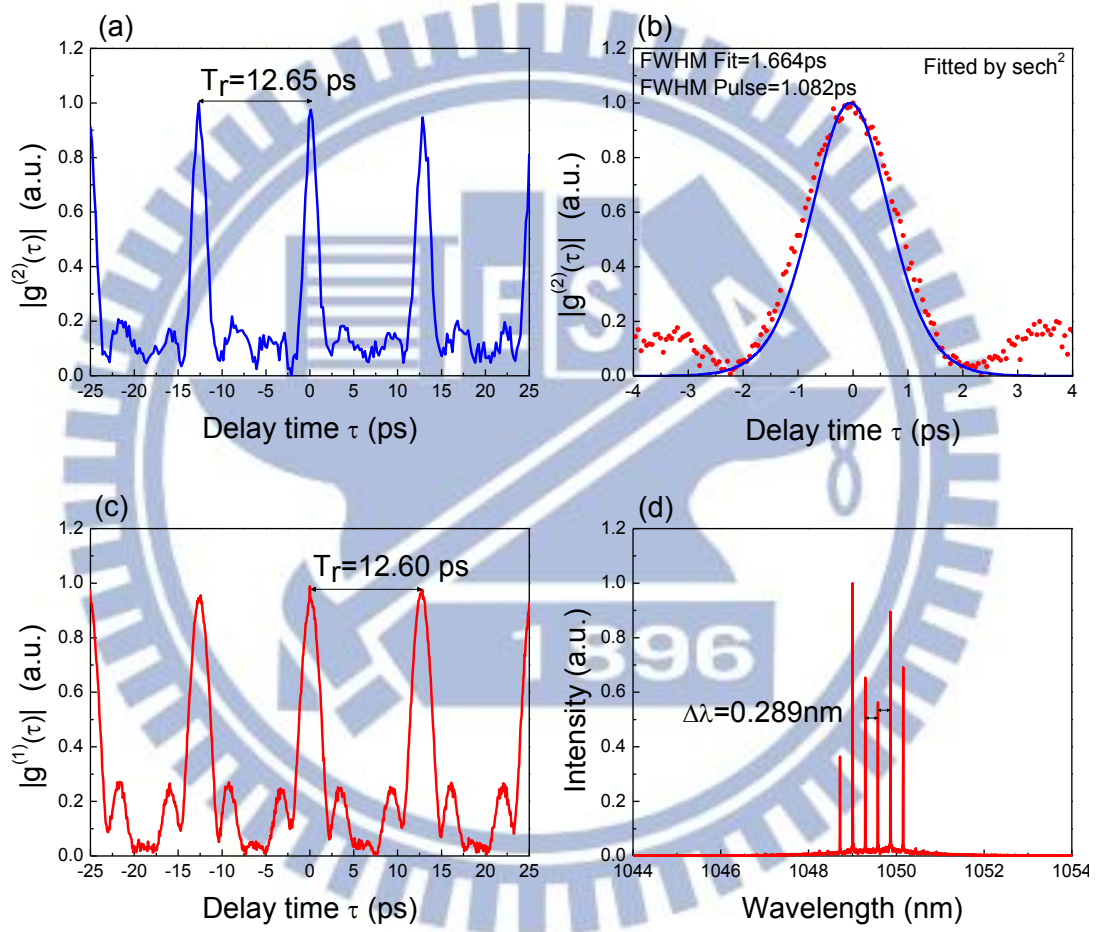 (a)
1.2
1.0
0.8
0.6
0.4
0.2
0.0
|g(2)(τ)| (a.u.)
Tr=12.65 ps
-25 -20 -15 -10 -5 0 5 10 15 20 25
Delay time τ (ps)
(b)
1.2
1.0
0.8
0.6
0.4
0.2
0.0
|g(2)(τ)| (a.u.)
FWHM Fit=1.664ps
FWHM Pulse=1.082ps
Fitted by sech2
-4 -3 -2 -1 0 1 2 3 4
Delay time τ (ps)
(c)
1.2
1.0
0.8
0.6
0.4
0.2
0.0
|g(1)(τ)| (a.u.)
Tr=12.60 ps
-25 -20 -15 -10 -5 0 5 10 15 20 25
Delay time τ (ps)
(d)
1.2
1.0
0.8
0.6
0.4
0.2
0.0
Intensity (a.u.)
Δλ=0.289nm
1044 1046 1048 1050 1052 1054
Wavelength (nm)
E S A
1896